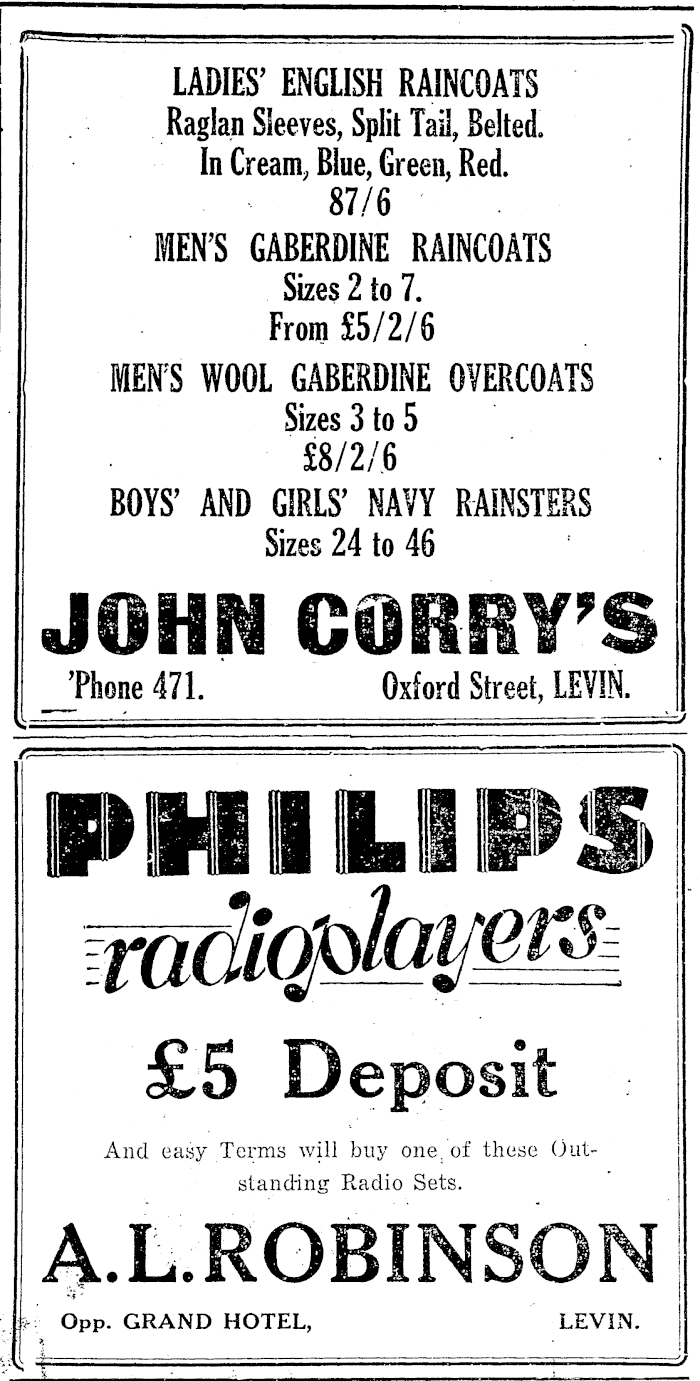 LADIES' ENGLISH RAINCOATS
Raglan Sleeves, Split Tail, Belted.
In Cream, Blue, Green, Red.
87/6
MEN'S GABERDINE RAINCOATS
Sizes 2 to 7.
From £5/2/6
MEN'S WOOL GABERDINE OVERCOATS
Sizes 3 to 5
£8/2/6
BOYS' AND GIRLS' NAVY RAINSTERS
Sizes 24 to 46
JOHN CORRY'S
'Phone 471. Oxford Street, LEVIN.
PHILIPS
radioplayers
£5 Deposit
And easy Terms will buy one of these Out-
standing Radio Sets.
A.L.ROBINSON
Opp. GRAND HOTEL, LEVIN.